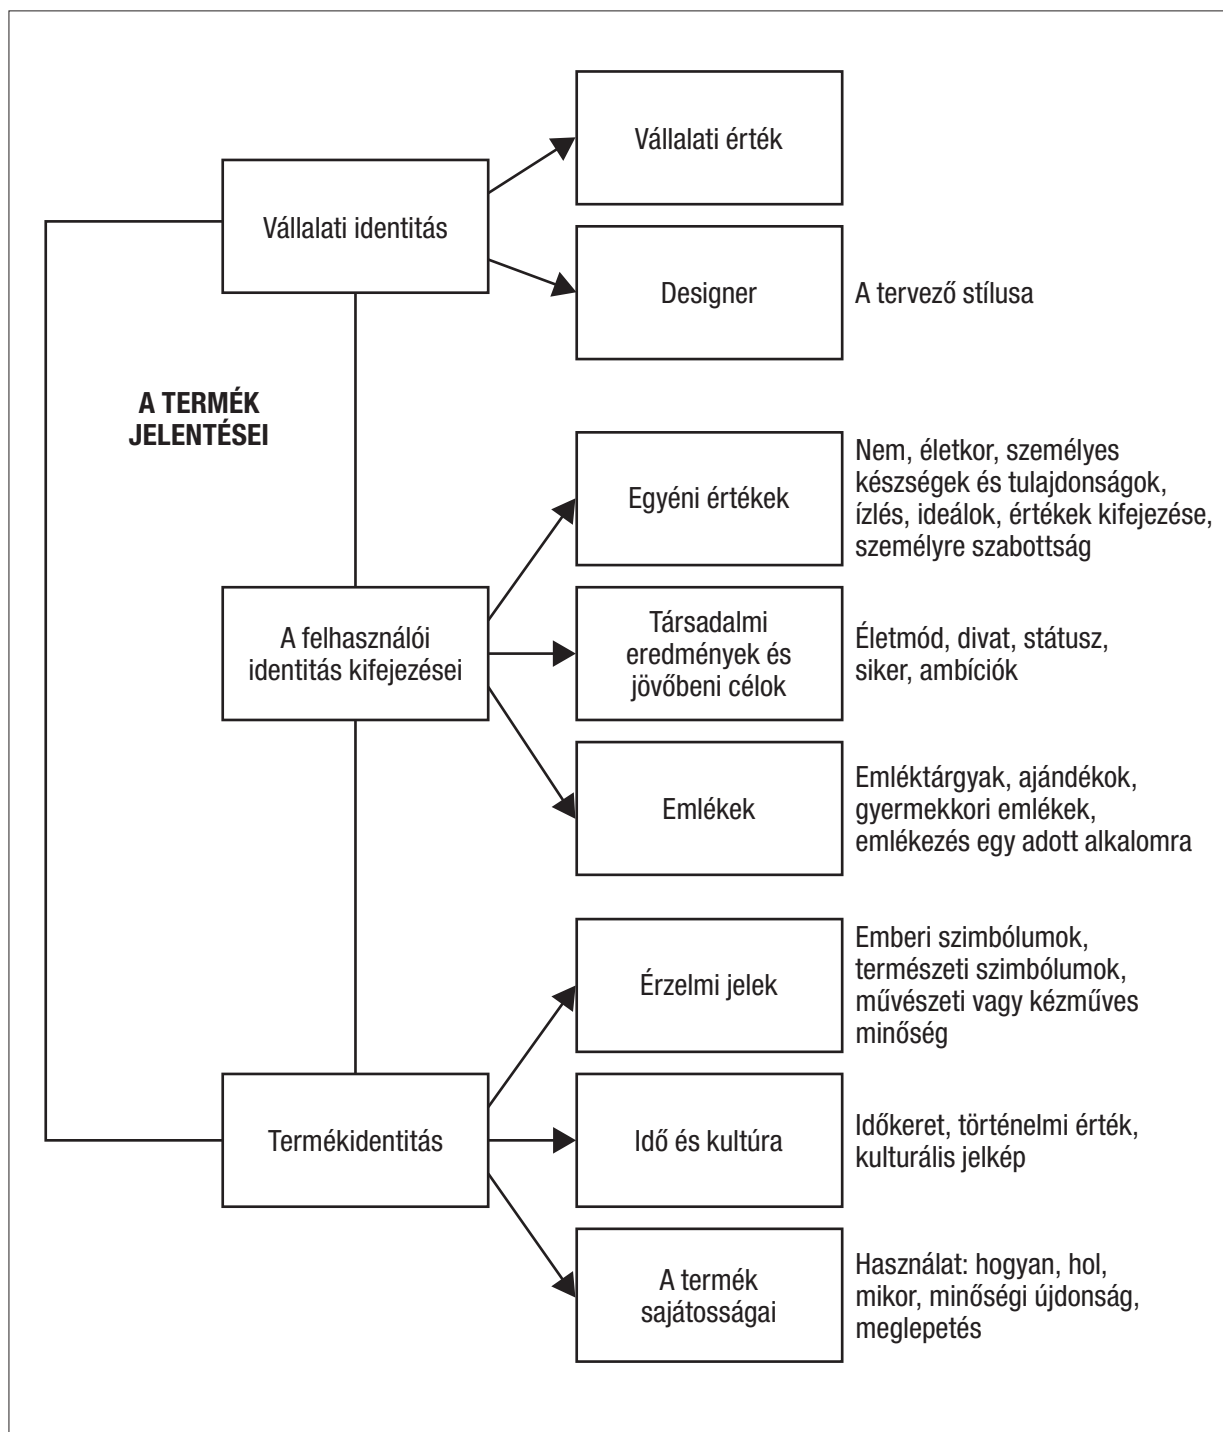 Vállalati érték
Vállalati identitás
Designer
A tervező stílusa
A TERMÉK
JELENTÉSEI
Egyéni értékek
Nem, életkor, személyes
készségek és tulajdonságok,
ízlés, ideálok, értékek kifejezése,
személyre szabottság
A felhasználói
identitás kifejezései
Társadalmi
eredmények és
jövőbeni célok
Életmód, divat, státusz,
siker, ambíciók
Emlékek
Emléktárgyak, ajándékok,
gyermekkori emlékek,
emlékezés egy adott alkalomra
Érzelmi jelek
Emberi szimbólumok,
természeti szimbólumok,
művészeti vagy kézműves
minőség
Termékidentitás
Idő és kultúra
Időkeret, történelmi érték,
kulturális jelkép
A termék
sajátosságai
Használat: hogyan, hol,
mikor, minőségi újdonság,
meglepetés